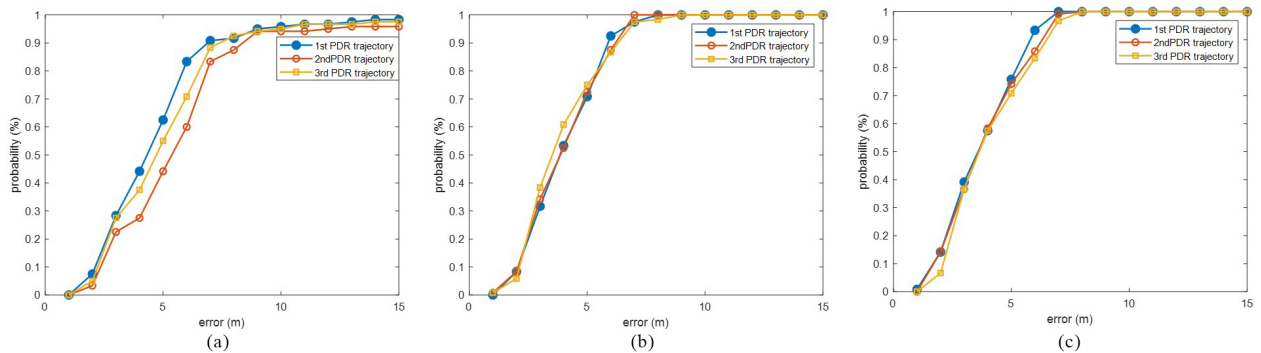 1
0.9
0.8
0.7
0.6
0.5
0.4
0.3
0.2
0.1
0
probability (%)
1st PDR trajectory
2ndPDR trajectory
3rd PDR trajectory
0 5 10 15
error (m)
(a)
1
0.9
0.8
0.7
0.6
0.5
0.4
0.3
0.2
0.1
0
probability (%)
1st PDR trajectory
2ndPDR trajectory
3rd PDR trajectory
0 5 10 15
error (m)
(b)
1
0.9
0.8
0.7
0.6
0.5
0.4
0.3
0.2
0.1
0
probability (%)
1st PDR trajectory
2ndPDR trajectory
3rd PDR trajectory
0 5 10 15
error (m)
(c)